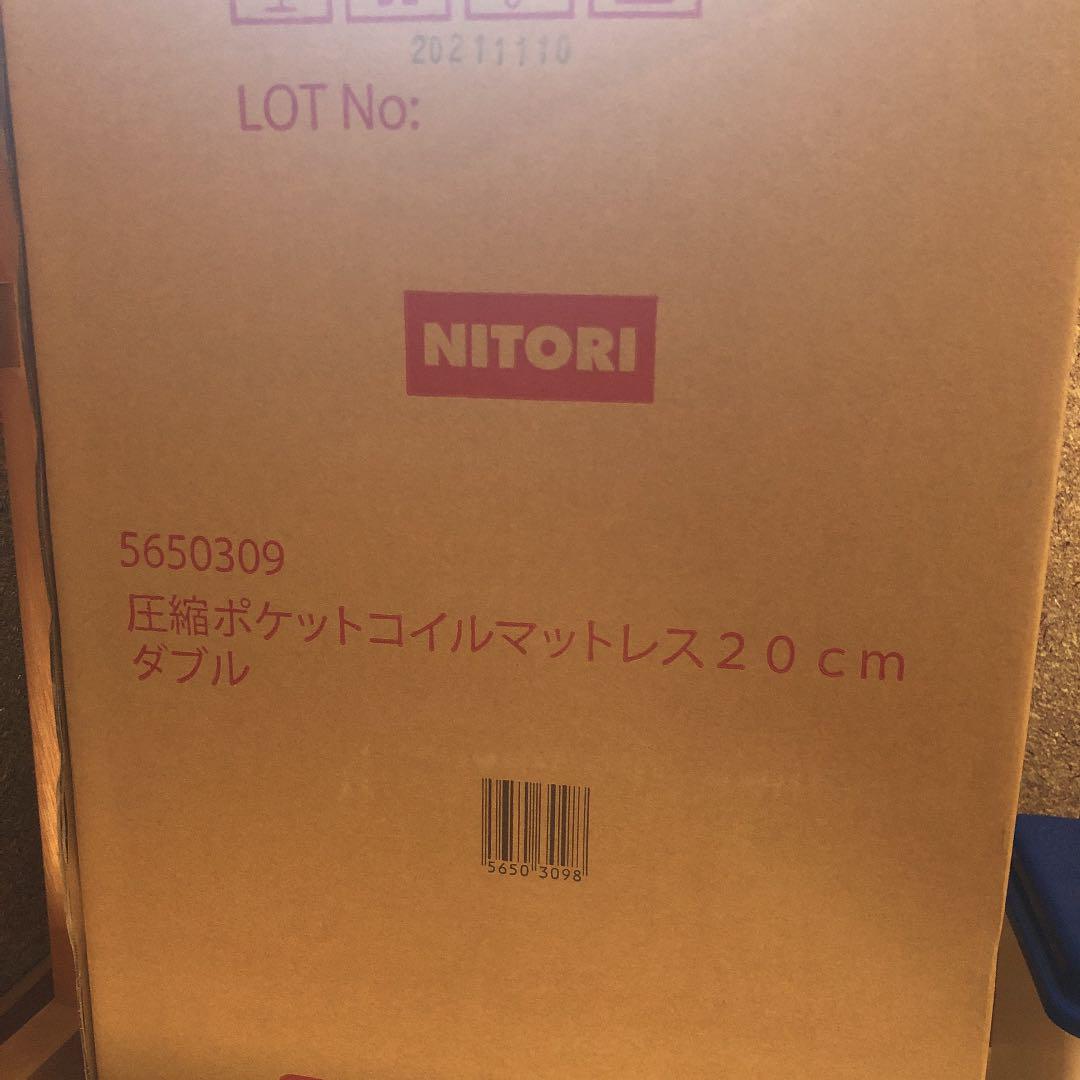 20211110
LOT No:
NITORI
5650309
圧縮ポケットコイルマットレス２０ｃｍ
ダブル
5650 3098